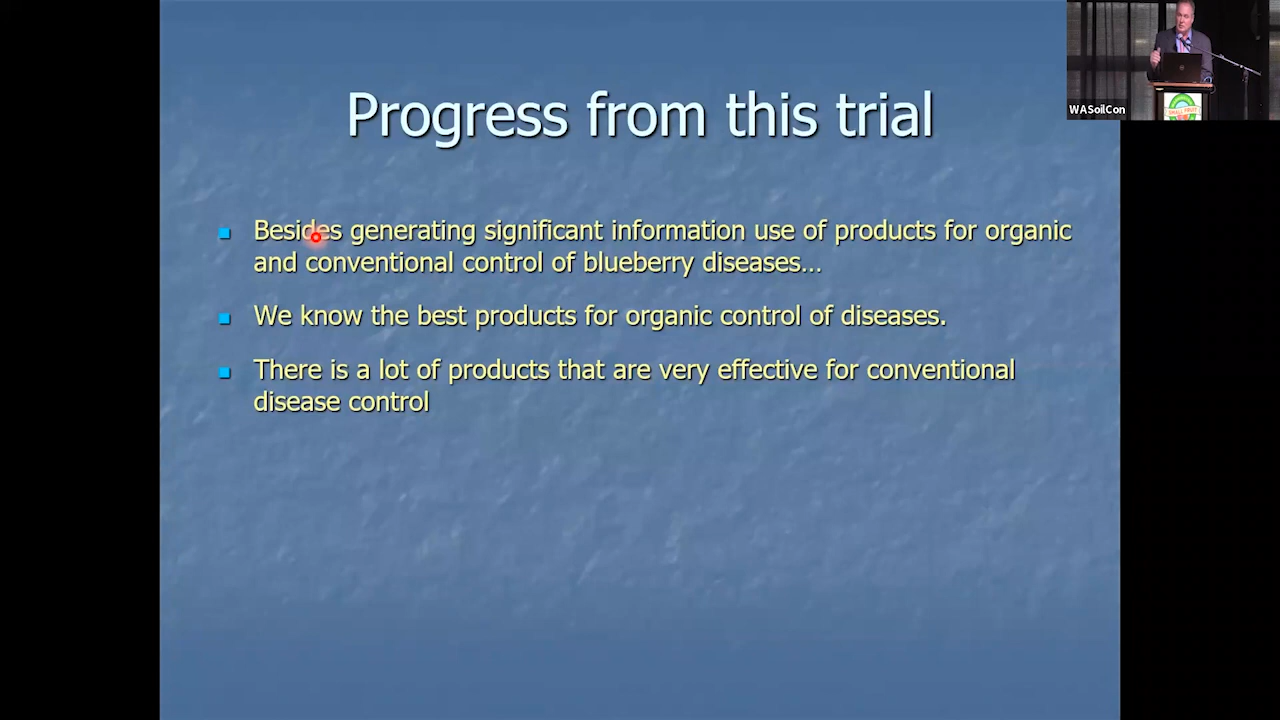 Progress from this trial
Besides generating significant information use of products for organic
and conventional control of blueberry diseases...
We know the best products for organic control of diseases.
There is a lot of products that are very effective for conventional
disease control
WASoilCon
SMALL FRUIT